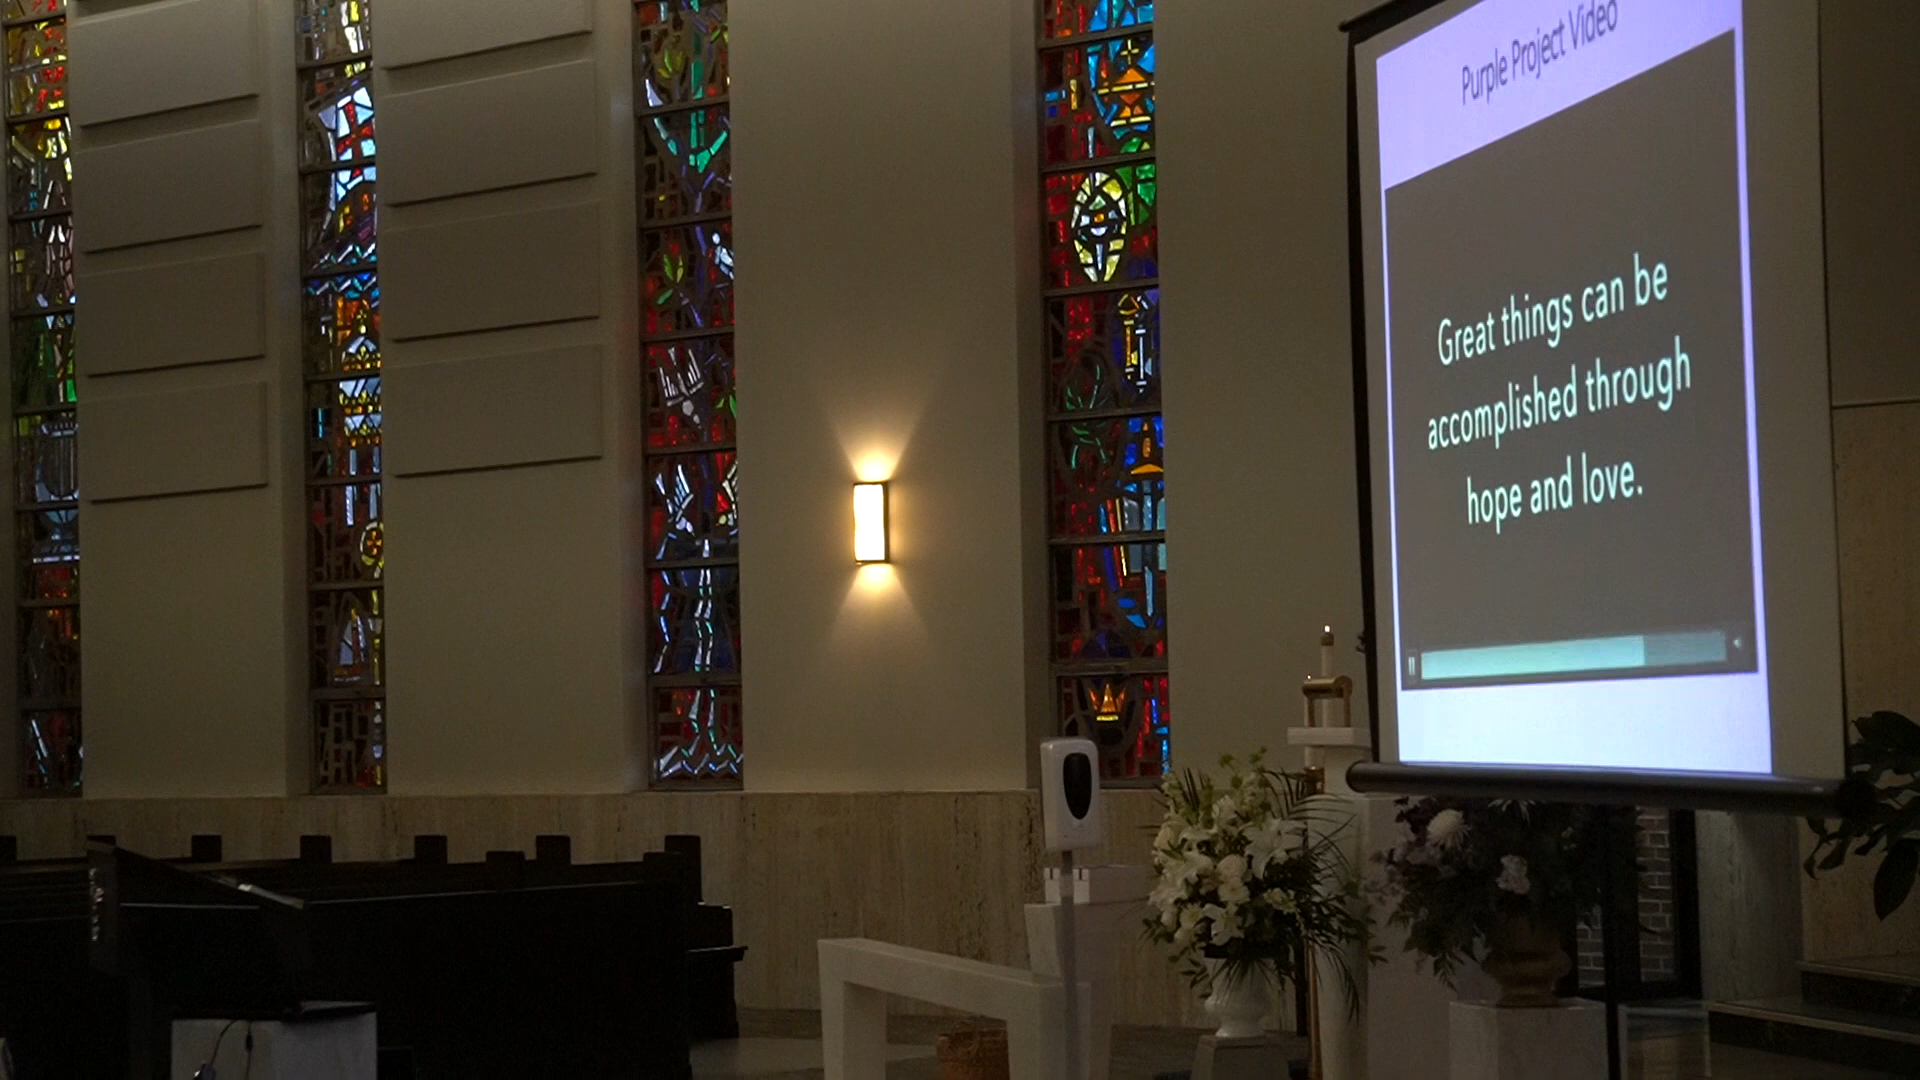 Purple Project Video
Great things can be
accomplished through
hope and love.